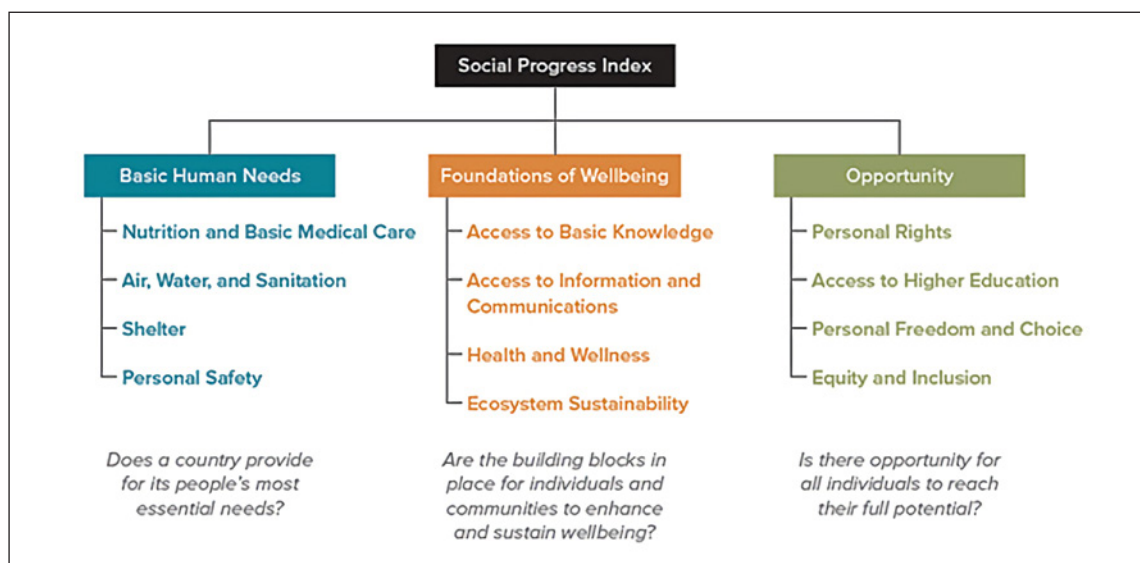 Social Progress Index
Basic Human Needs
Nutrition and Basic Medical Care
Air, Water, and Sanitation
Shelter
Personal Safety
Does a country provide
for its people's most
essential needs?
Foundations of Wellbeing
Access to Basic Knowledge
Access to Information and
Communications
Health and Wellness
Ecosystem Sustainability
Are the building blocks in
place for individuals and
communities to enhance
and sustain wellbeing?
Opportunity
Personal Rights
Access to Higher Education
Personal Freedom and Choice
Equity and Inclusion
Is there opportunity for
all individuals to reach
their full potential?